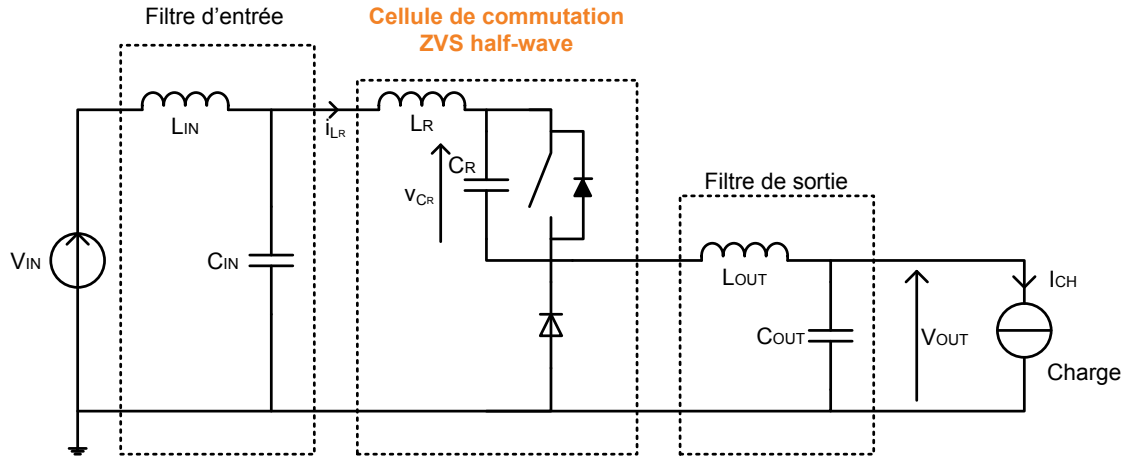 Filtre d'entrée
Cellule de commutation
ZVS half-wave
LIN
iLR
LR
CR
vCR
Filtre de sortie
VIN
CIN
LOUT
ICH
COUT
VOUT
Charge